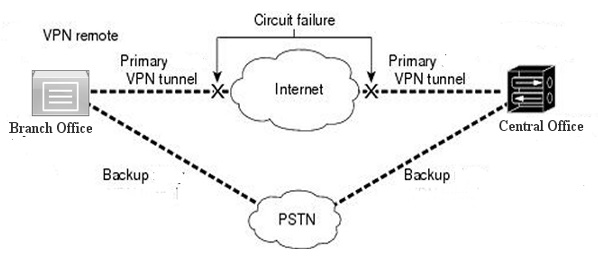 Circuit failure
VPN remote
Primary
VPN tunnel
Internet
Primary
VPN tunnel
Branch Office
Central Office
Backup
Backup
PSTN